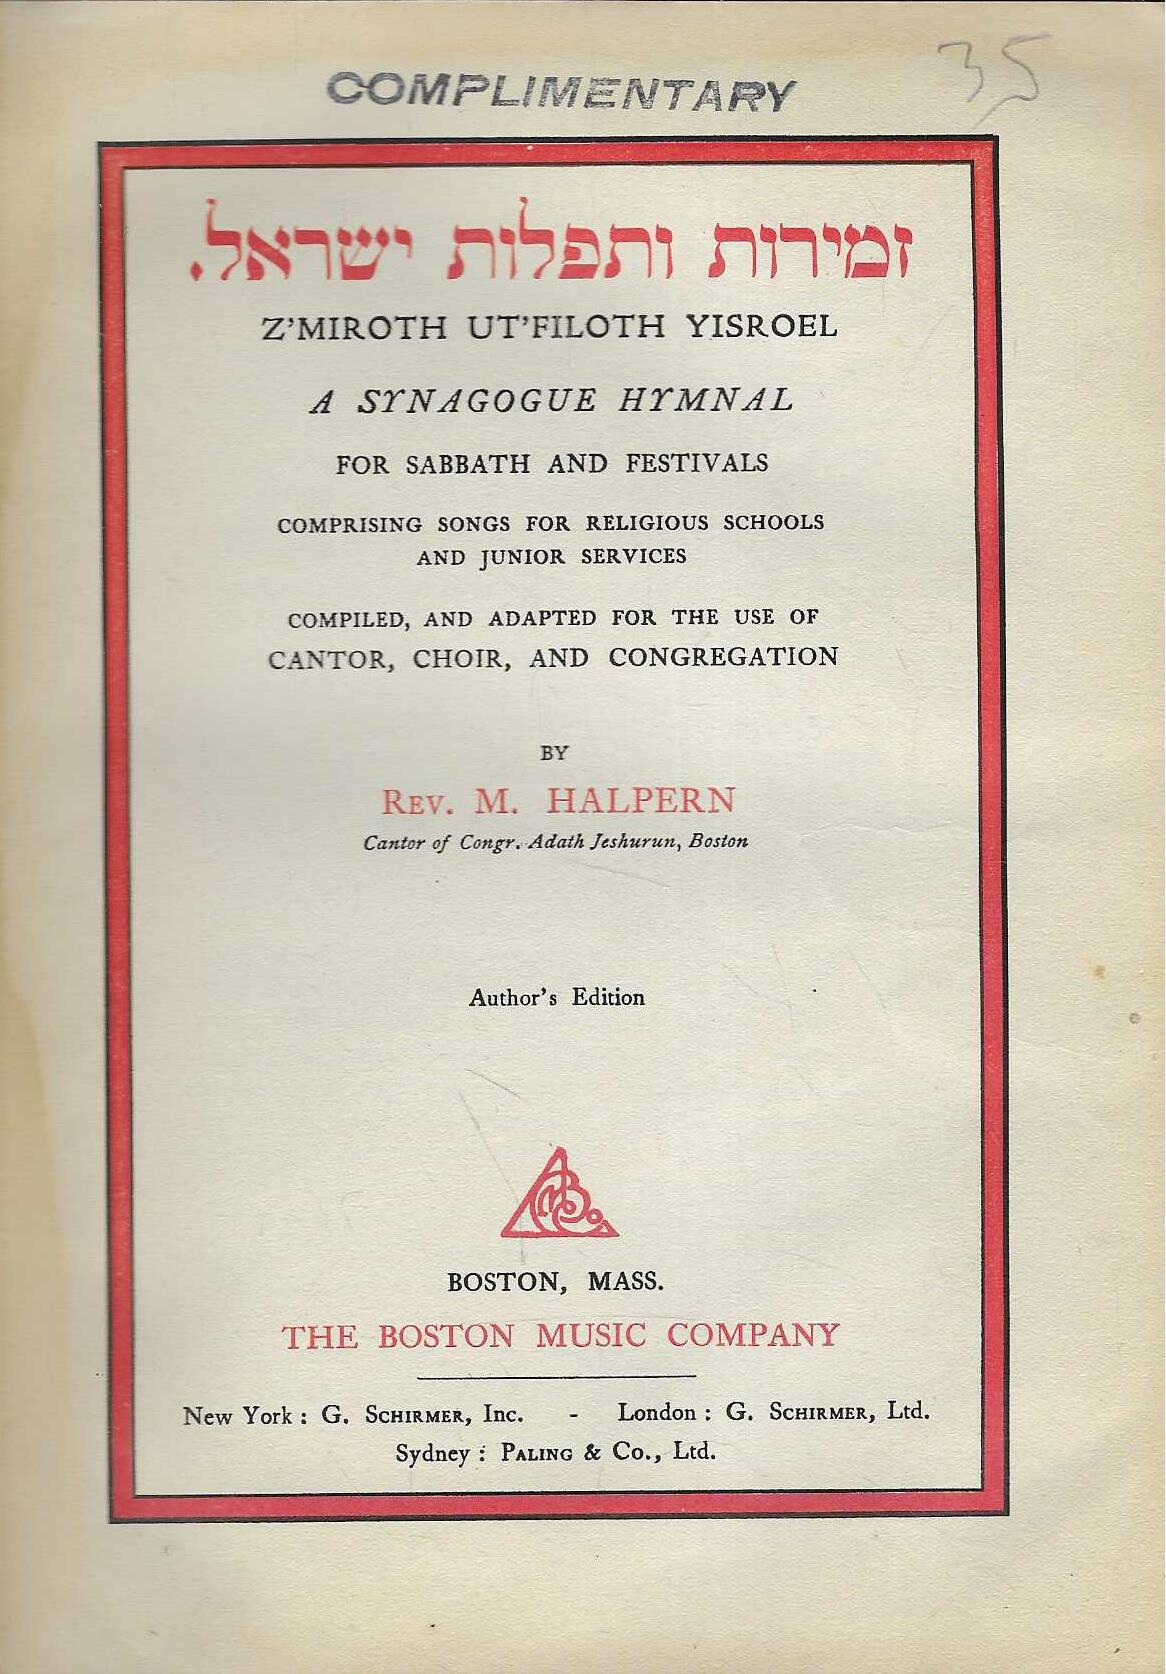 35
COMPLIMENTARY
זמירות ותפלות ישראל.
Z'MIROTH UT'FILOTH YISROEL
A SYNAGOGUE HYMNAL
FOR SABBATH AND FESTIVALS
COMPRISING SONGS FOR RELIGIOUS SCHOOLS
AND JUNIOR SERVICES
COMPILED, AND ADAPTED FOR THE USE OF
CANTOR, CHOIR, AND CONGREGATION
BY
REV. M. HALPERN
Cantor of Congr. Adath Jeshurun, Boston
Author's Edition
BOSTON, MASS.
THE BOSTON MUSIC COMPANY
New York: G. SCHIRMER, Inc. - London: G. SCHIRMER, Ltd.
Sydney: PALING & Co., Ltd.